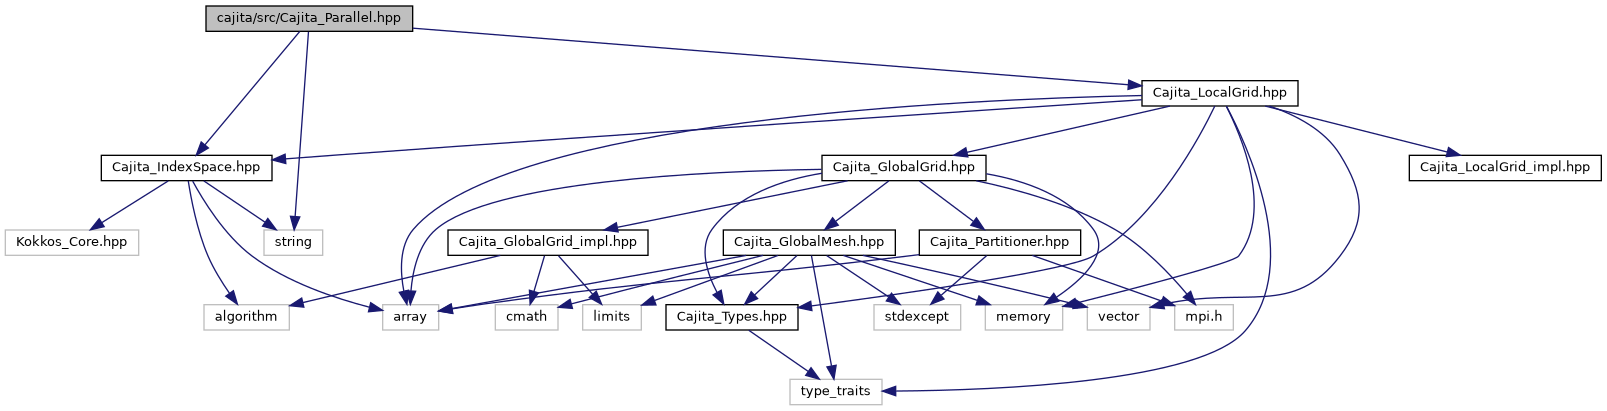 cajita/src/Cajita_Parallel.hpp
Cajita_LocalGrid.hpp
Cajita_IndexSpace.hpp
Cajita_GlobalGrid.hpp
Cajita_LocalGrid_impl.hpp
Kokkos_Core.hpp
string
Cajita_GlobalGrid_impl.hpp
Cajita_GlobalMesh.hpp
Cajita_Partitioner.hpp
algorithm
array
cmath
limits
Cajita_Types.hpp
stdexcept
memory
vector
mpi.h
type_traits